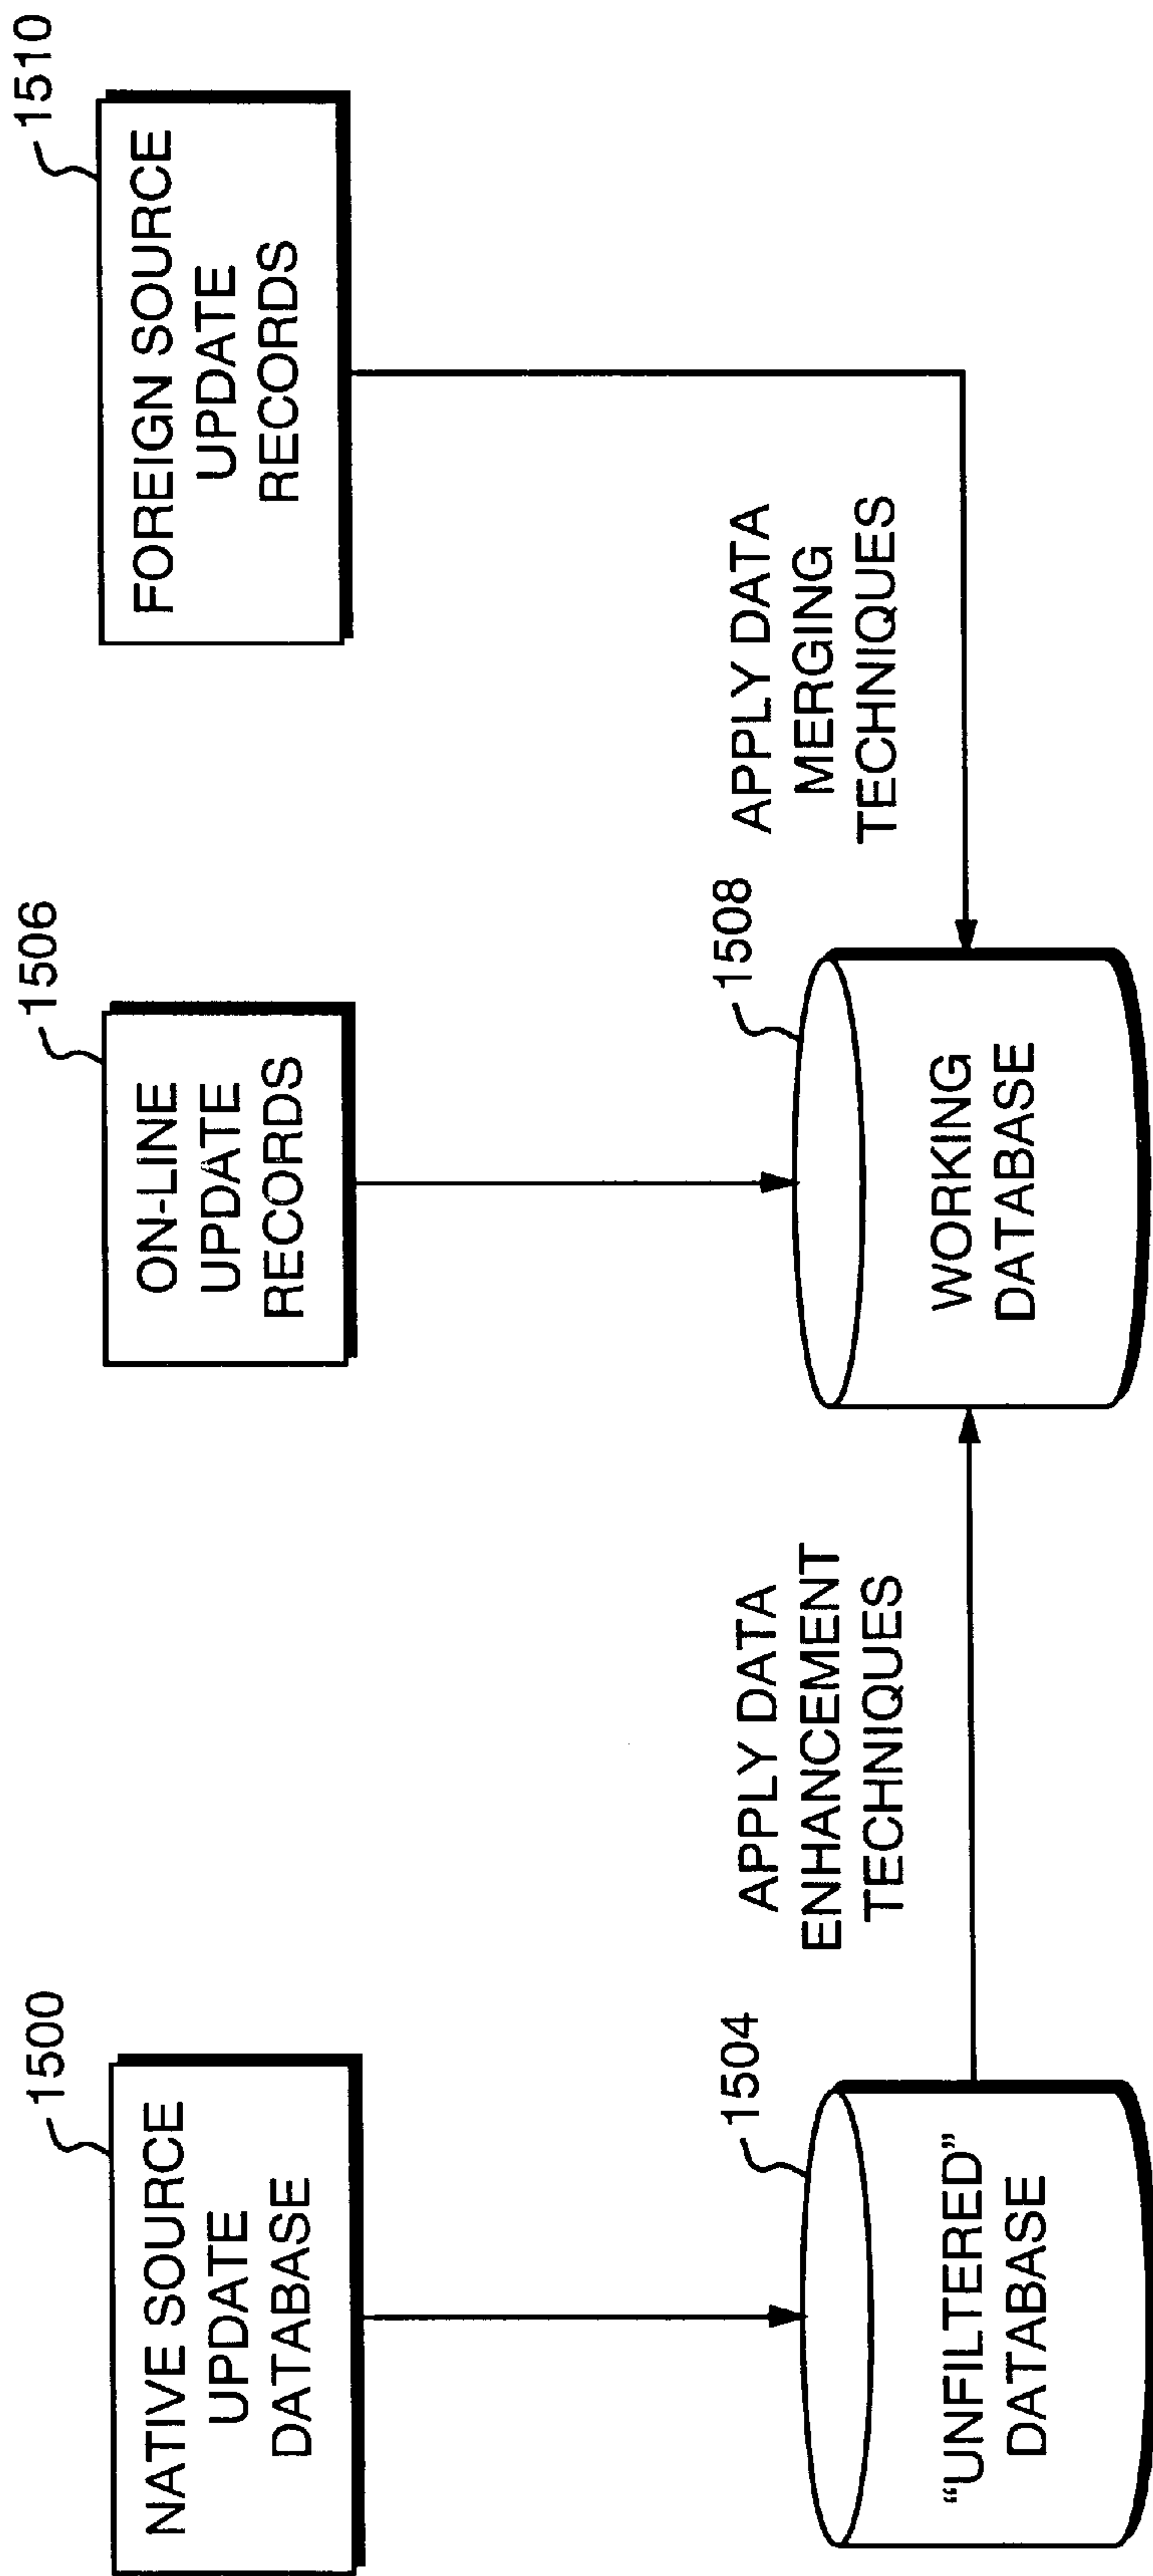 1500
NATIVE SOURCE
UPDATE
DATABASE
1506
ON-LINE
UPDATE
RECORDS
1510
FOREIGN SOURCE
UPDATE
RECORDS
1504
“UNFILTERED”
DATABASE
APPLY DATA
ENHANCEMENT
TECHNIQUES
1508
WORKING
DATABASE
APPLY DATA
MERGING
TECHNIQUES